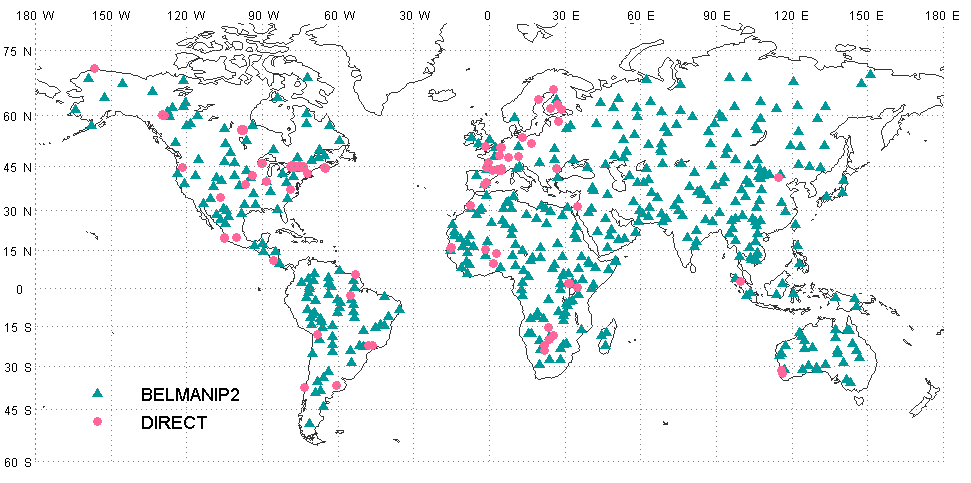 180 W 150 W 120 W 90 W 60 W 30 W 0 30 E 60 E 90 E 120 E 150 E 180 E
75 N
60 N
45 N
30 N
15 N
0
15 S
30 S
BELMANIP2
45 S
DIRECT
60 S